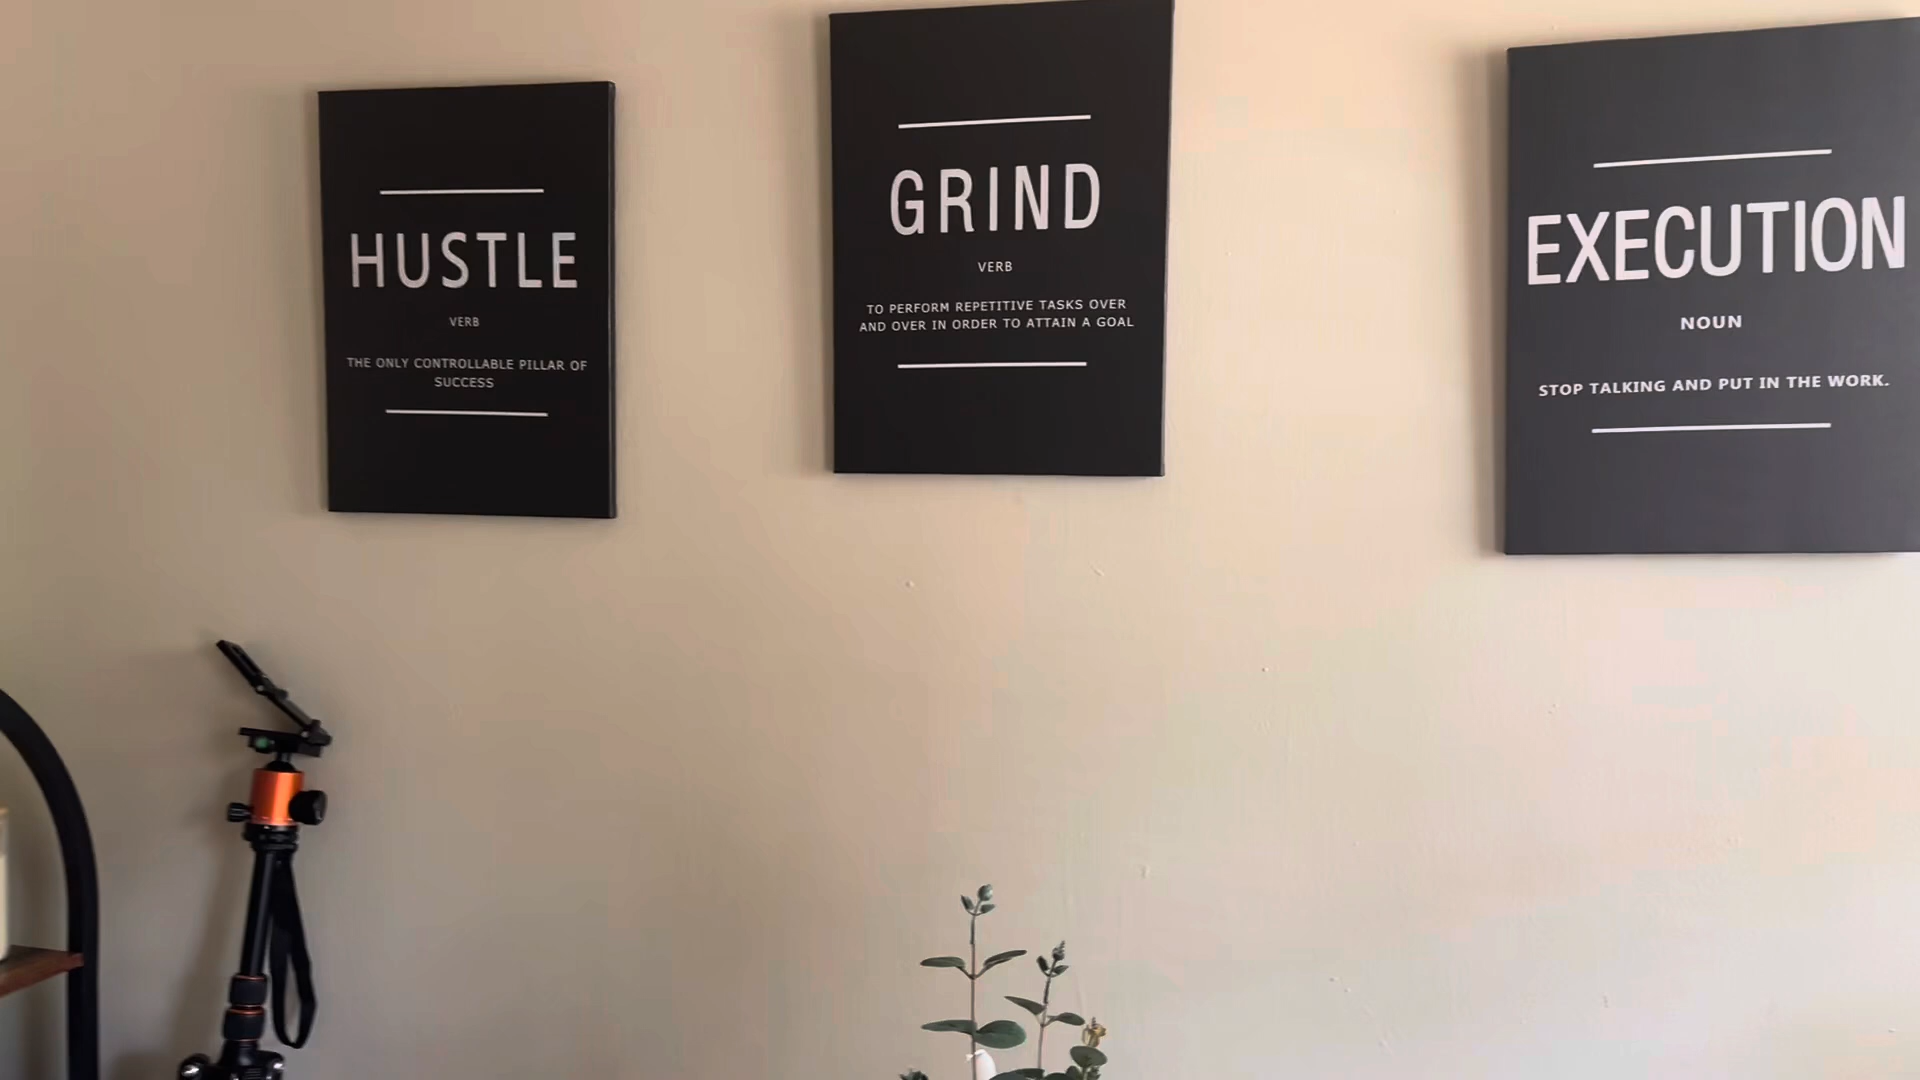 HUSTLE
VERB
THE ONLY CONTROLLABLE PILLAR OF
SUCCESS
GRIND
VERB
TO PERFORM REPETITIVE TASKS OVER
AND OVER IN ORDER TO ATTAIN A GOAL
EXECUTION
NOUN
STOP TALKING AND PUT IN THE WORK.